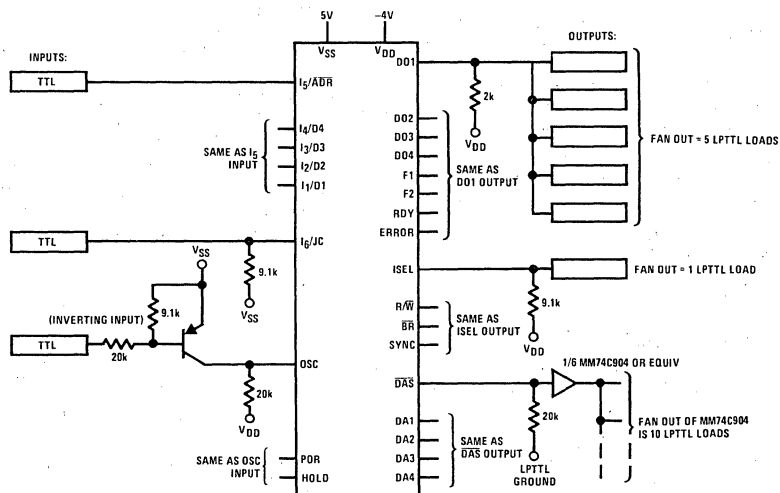 5V
-4V
VSS
VDD
INPUTS:
TTL
I5/ADR
I4/D4
I3/D3
I2/D2
I1/D1
SAME AS I5
INPUT
TTL
I6/JC
9.1k
VSS
VSS
9.1k
(INVERTING INPUT)
TTL
20k
OSC
20k
VDD
SAME AS OSC
INPUT
POR
HOLD
OUTPUTS:
DO1
2k
VDD
FAN OUT = 5 LPTTL LOADS
DO2
DO3
DO4
F1
F2
RDY
ERROR
SAME AS
DO1 OUTPUT
ISEL
FAN OUT = 1 LPTTL LOAD
9.1k
VDD
R/W
BR
SYNC
SAME AS
ISEL OUTPUT
1/6 MM74C904 OR EQUIV
DAS
20k
LPTTL
GROUND
FAN OUT OF MM74C904
IS 10 LPTTL LOADS
DA1
DA2
DA3
DA4
SAME AS
DAS OUTPUT